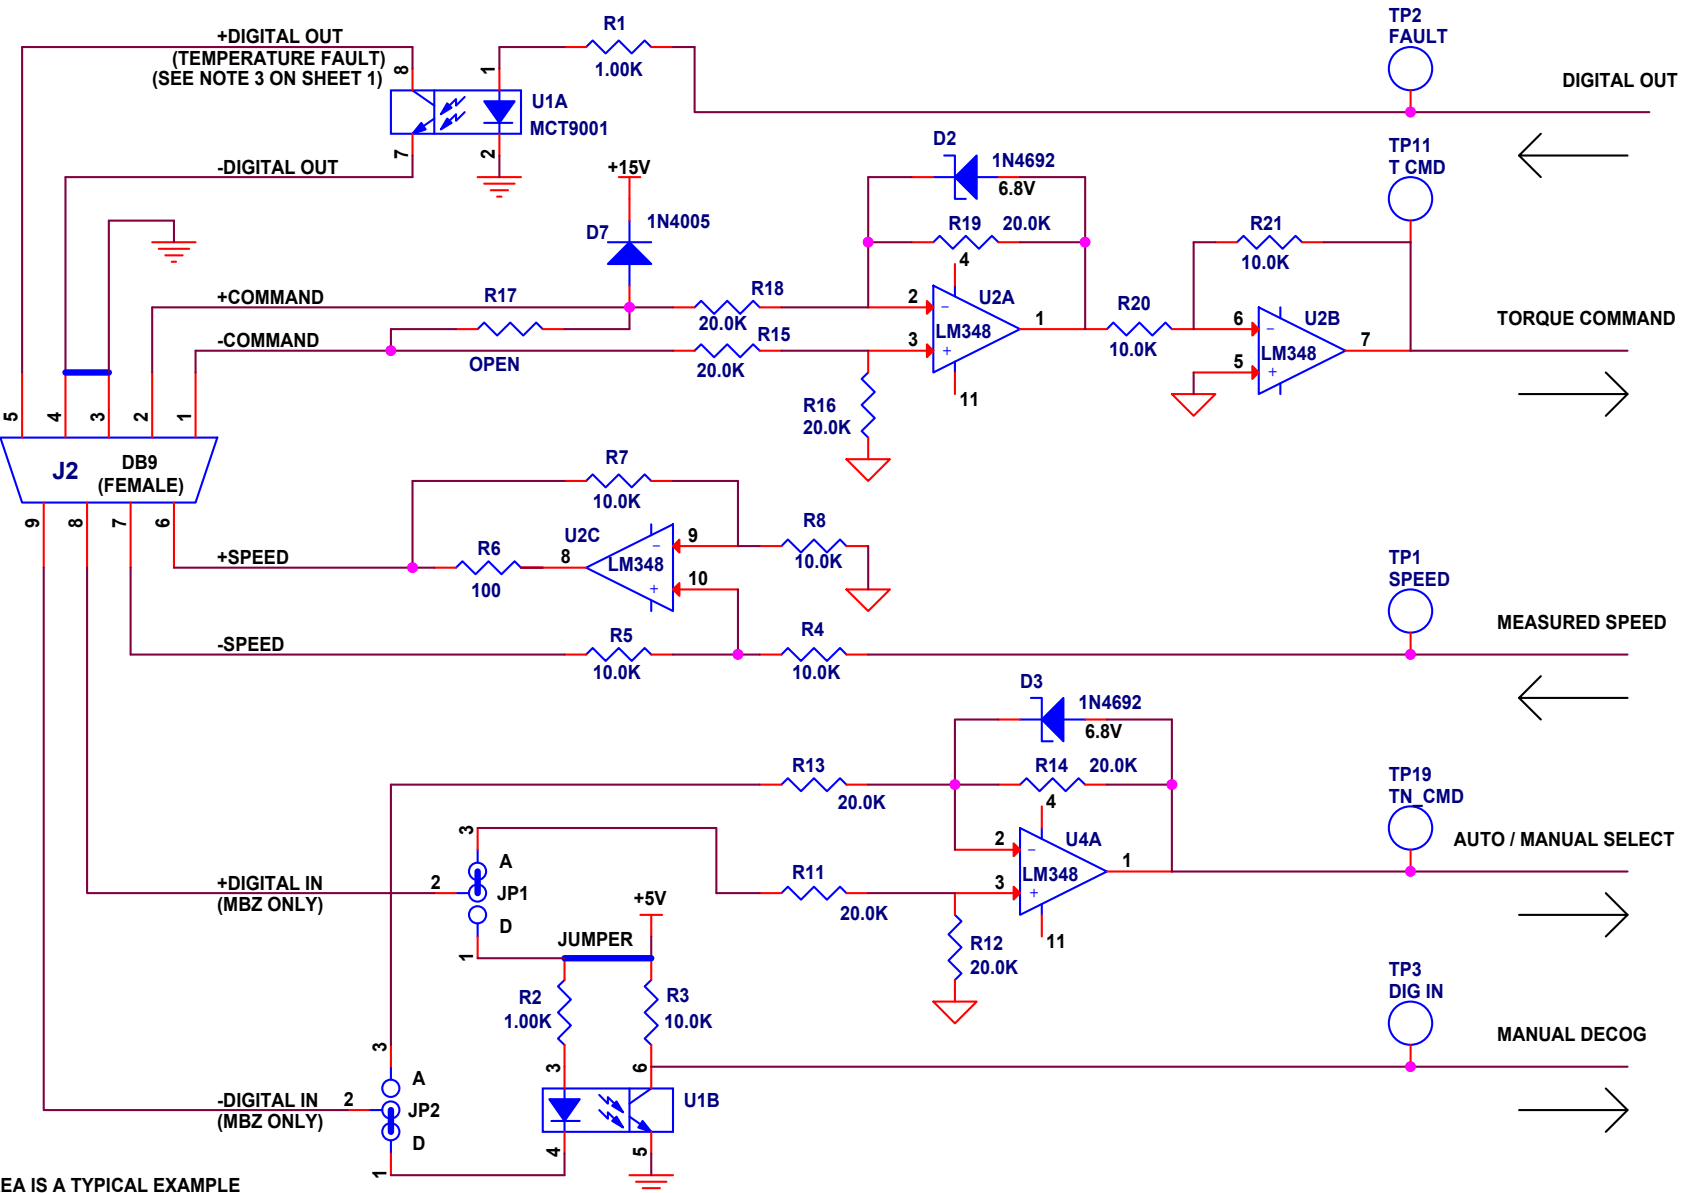 +DIGITAL OUT
(TEMPERATURE FAULT)
(SEE NOTE 3 ON SHEET 1)
8
1
R1
1.00K
TP2
FAULT
DIGITAL OUT
U1A
MCT9001
7
2
-DIGITAL OUT
+15V
D7
1N4005
D2
1N4692
6.8V
R19
20.0K
4
TP11
T CMD
R21
10.0K
+COMMAND
R17
R18
20.0K
2
U2A
LM348
1
R20
10.0K
6
U2B
LM348
7
TORQUE COMMAND
-COMMAND
OPEN
R15
20.0K
3
11
5
R16
20.0K
5
4
3
2
1
J2
DB9
(FEMALE)
9
8
7
6
R7
10.0K
U2C
LM348
9
R8
10.0K
+SPEED
R6
100
8
10
TP1
SPEED
MEASURED SPEED
-SPEED
R5
10.0K
R4
10.0K
D3
1N4692
6.8V
R13
20.0K
R14
20.0K
4
TP19
TN_CMD
3
A
2
JP1
D
1
2
U4A
LM348
1
AUTO / MANUAL SELECT
+DIGITAL IN
(MBZ ONLY)
R11
20.0K
3
11
+5V
JUMPER
R12
20.0K
R2
1.00K
R3
10.0K
TP3
DIG IN
MANUAL DECOG
3
A
2
JP2
D
1
-DIGITAL IN
(MBZ ONLY)
3
6
U1B
4
5
EA IS A TYPICAL EXAMPLE